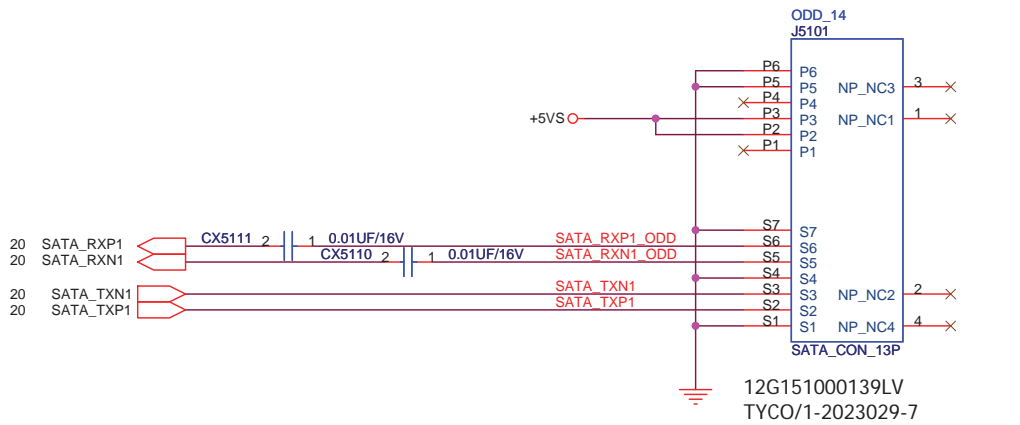 ODD_14
J5101
P6 P6
P5 P5 NP_NC3 3
P4 P4
+5VS P3 P3 NP_NC1 1
P2 P2
P1 P1
S7 S7
20 SATA_RXP1 CX5111 2 1 0.01UF/16V SATA_RXP1_ODD S6 S6
20 SATA_RXN1 CX5110 2 1 0.01UF/16V SATA_RXN1_ODD S5 S5
S4 S4
20 SATA_TXN1 SATA_TXN1 S3 S3 NP_NC2 2
20 SATA_TXP1 SATA_TXP1 S2 S2
S1 S1 NP_NC4 4
SATA_CON_13P
12G151000139LV
TYCO/1-2023029-7